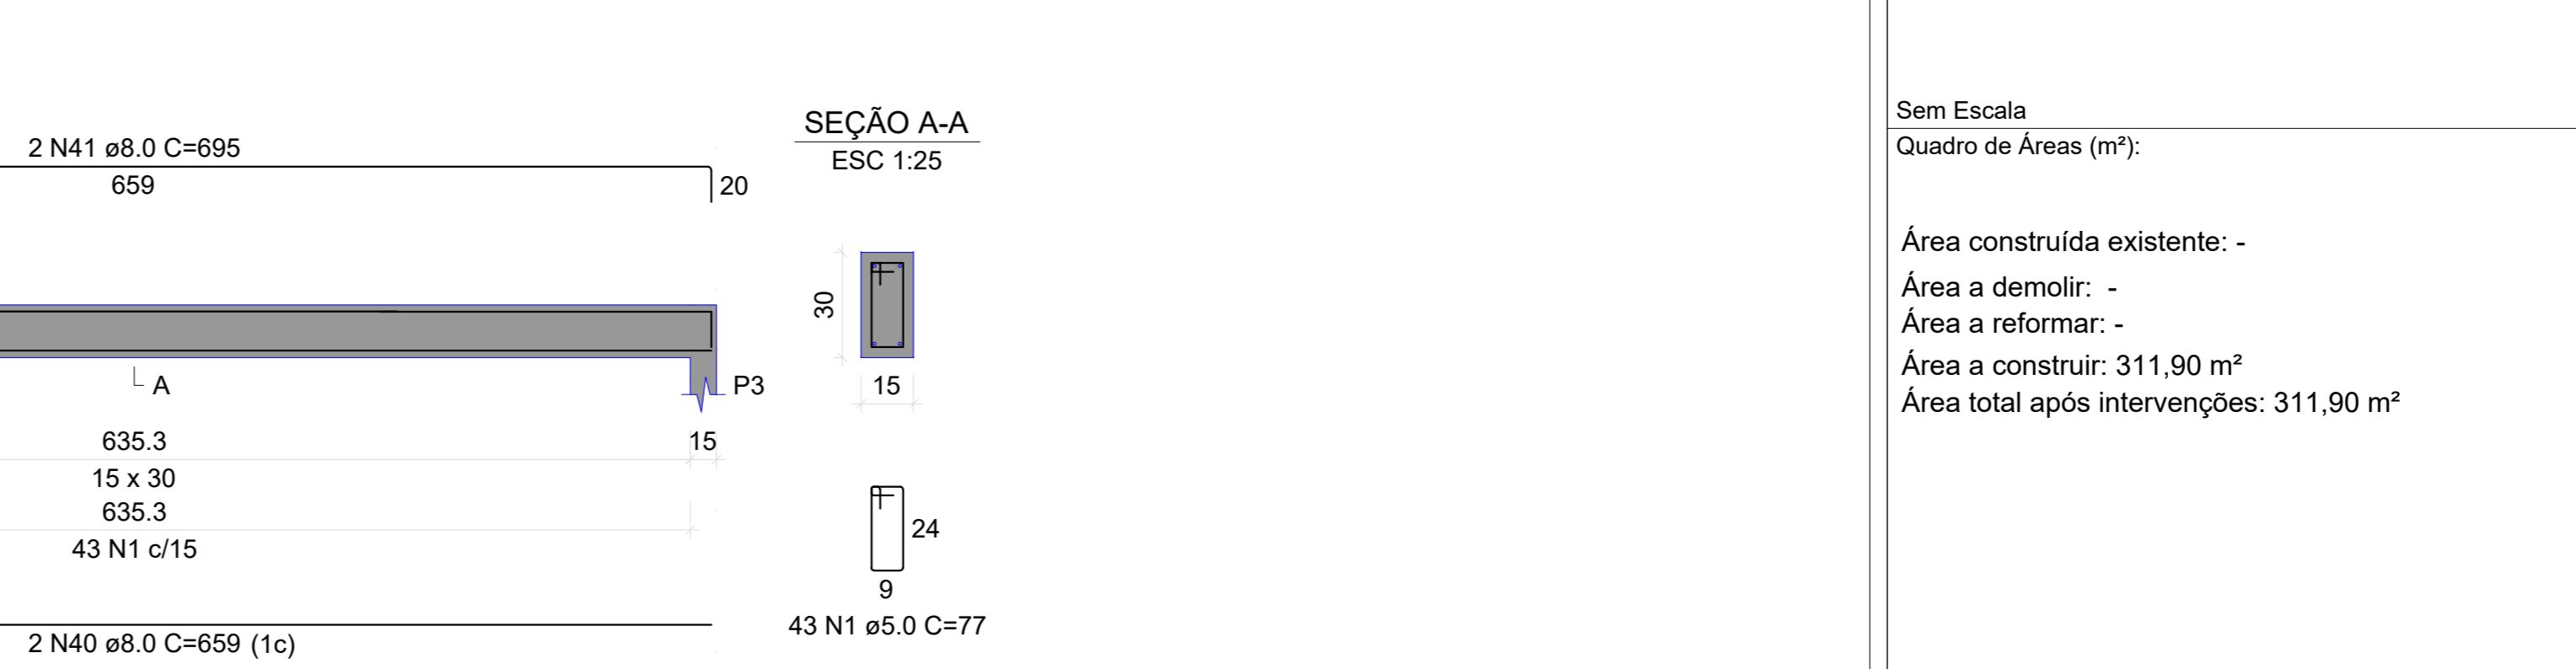 2 N41 ø8.0 C=695
659
20
A
P3
635.3
15
15 x 30
635.3
43 N1 c/15
2 N40 ø8.0 C=659 (1c)
SEÇÃO A-A
ESC 1:25
30
15
24
9
43 N1 ø5.0 C=77
Sem Escala
Quadro de Áreas (m²):
Área construída existente: -
Área a demolir: -
Área a reformar: -
Área a construir: 311,90 m²
Área total após intervenções: 311,90 m²